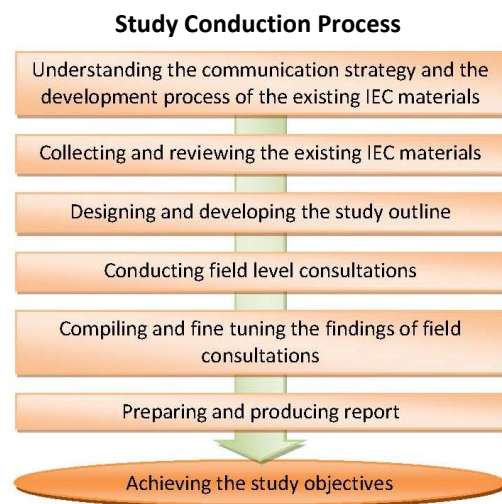 Study Conduction Process
Understanding the communication strategy and the
development process of the existing IEC materials
Collecting and reviewing the existing IEC materials
Designing and developing the study outline
Conducting field level consultations
Compiling and fine tuning the findings of field
consultations
Preparing and producing report
Achieving the study objectives